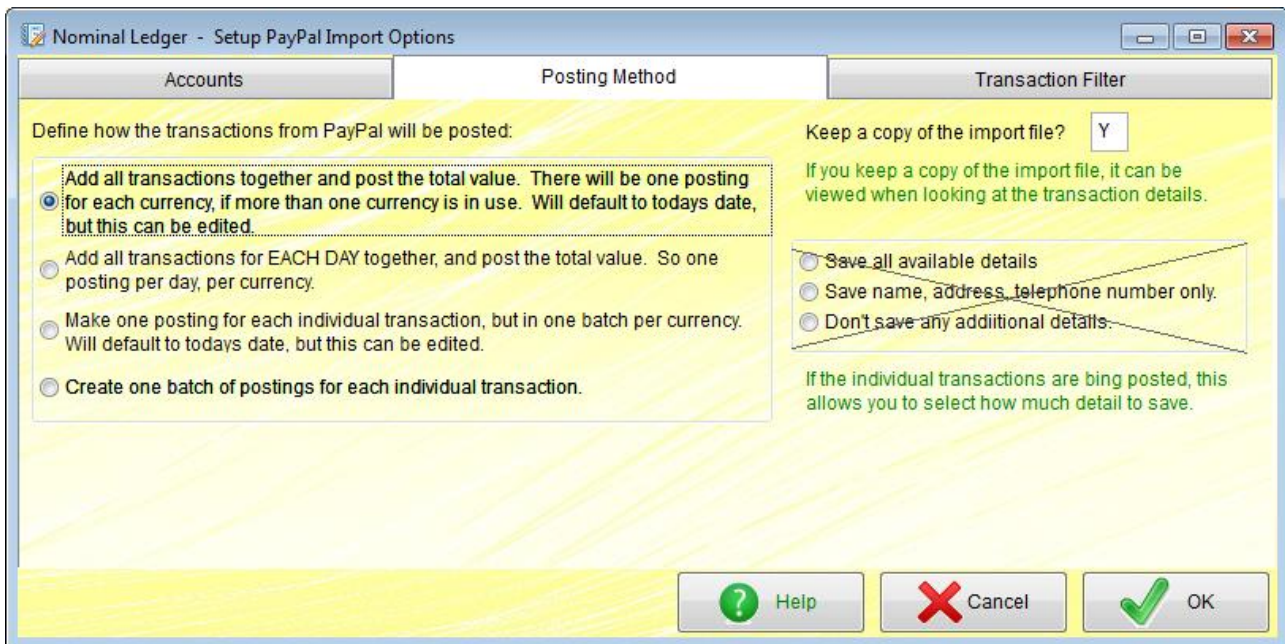 Nominal Ledger - Setup PayPal Import Options
Accounts
Posting Method
Transaction Filter
Define how the transactions from PayPal will be posted:
Add all transactions together and post the total value. There will be one posting
for each currency, if more than one currency is in use. Will default to todays date,
but this can be edited.
Add all transactions for EACH DAY together, and post the total value. So one
posting per day, per currency.
Make one posting for each individual transaction, but in one batch per currency.
Will default to todays date, but this can be edited.
Create one batch of postings for each individual transaction.
Keep a copy of the import file? Y
If you keep a copy of the import file, it can be
viewed when looking at the transaction details.
Save all available details
Save name, address, telephone number only.
Don't save any addiitional details.
If the individual transactions are bing posted, this
allows you to select how much detail to save.
? Help
Cancel
OK